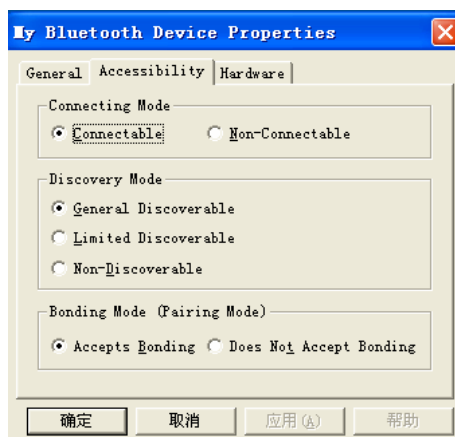 My Bluetooth Device Properties
General Accessibility Hardware
Connecting Mode
Connectable Non-Connectable
Discovery Mode
General Discoverable
Limited Discoverable
Non-Discoverable
Bonding Mode (Pairing Mode)
Accepts Bonding Does Not Accept Bonding
确定 取消 应用(A) 帮助